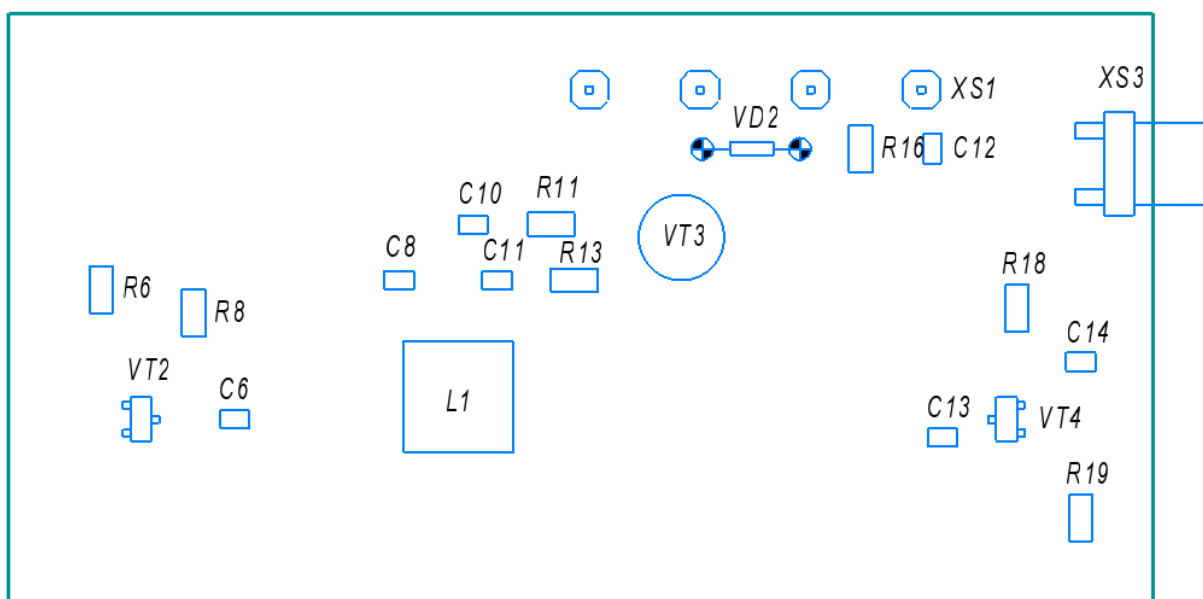 XS3
XS1
VD2
R16
C12
C10
R11
VT3
C8
C11
R13
R18
R6
R8
C14
VT2
C6
L1
C13
VT4
R19